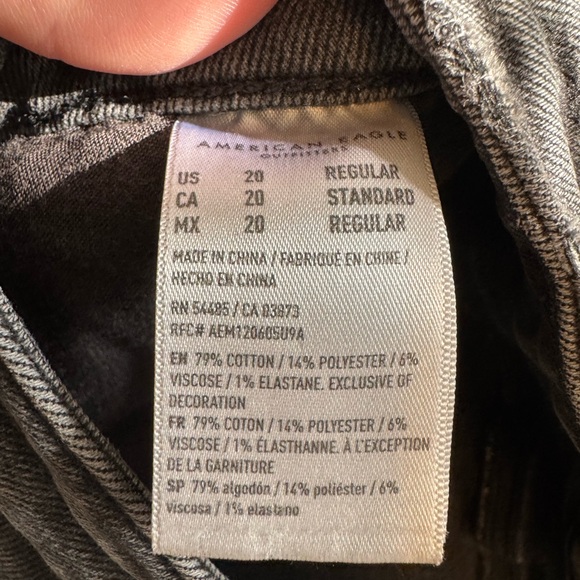 AMERICAN EAGLE
OUTFITTERS
US 20 REGULAR
CA 20 STANDARD
MX 20 REGULAR
MADE IN CHINA / FABRIQUÉ EN CHINE /
HECHO EN CHINA
RN 54485 / CA 03873
RFC# AEM120605U9A
EN 79% COTTON / 14% POLYESTER / 6%
VISCOSE / 1% ELASTANE. EXCLUSIVE OF
DECORATION
FR 79% COTON / 14% POLYESTER / 6%
VISCOSE / 1% ÉLASTHANNE. À L'EXCEPTION
DE LA GARNITURE
SP 79% algodón / 14% poliéster / 6%
viscosa / 1% elastano